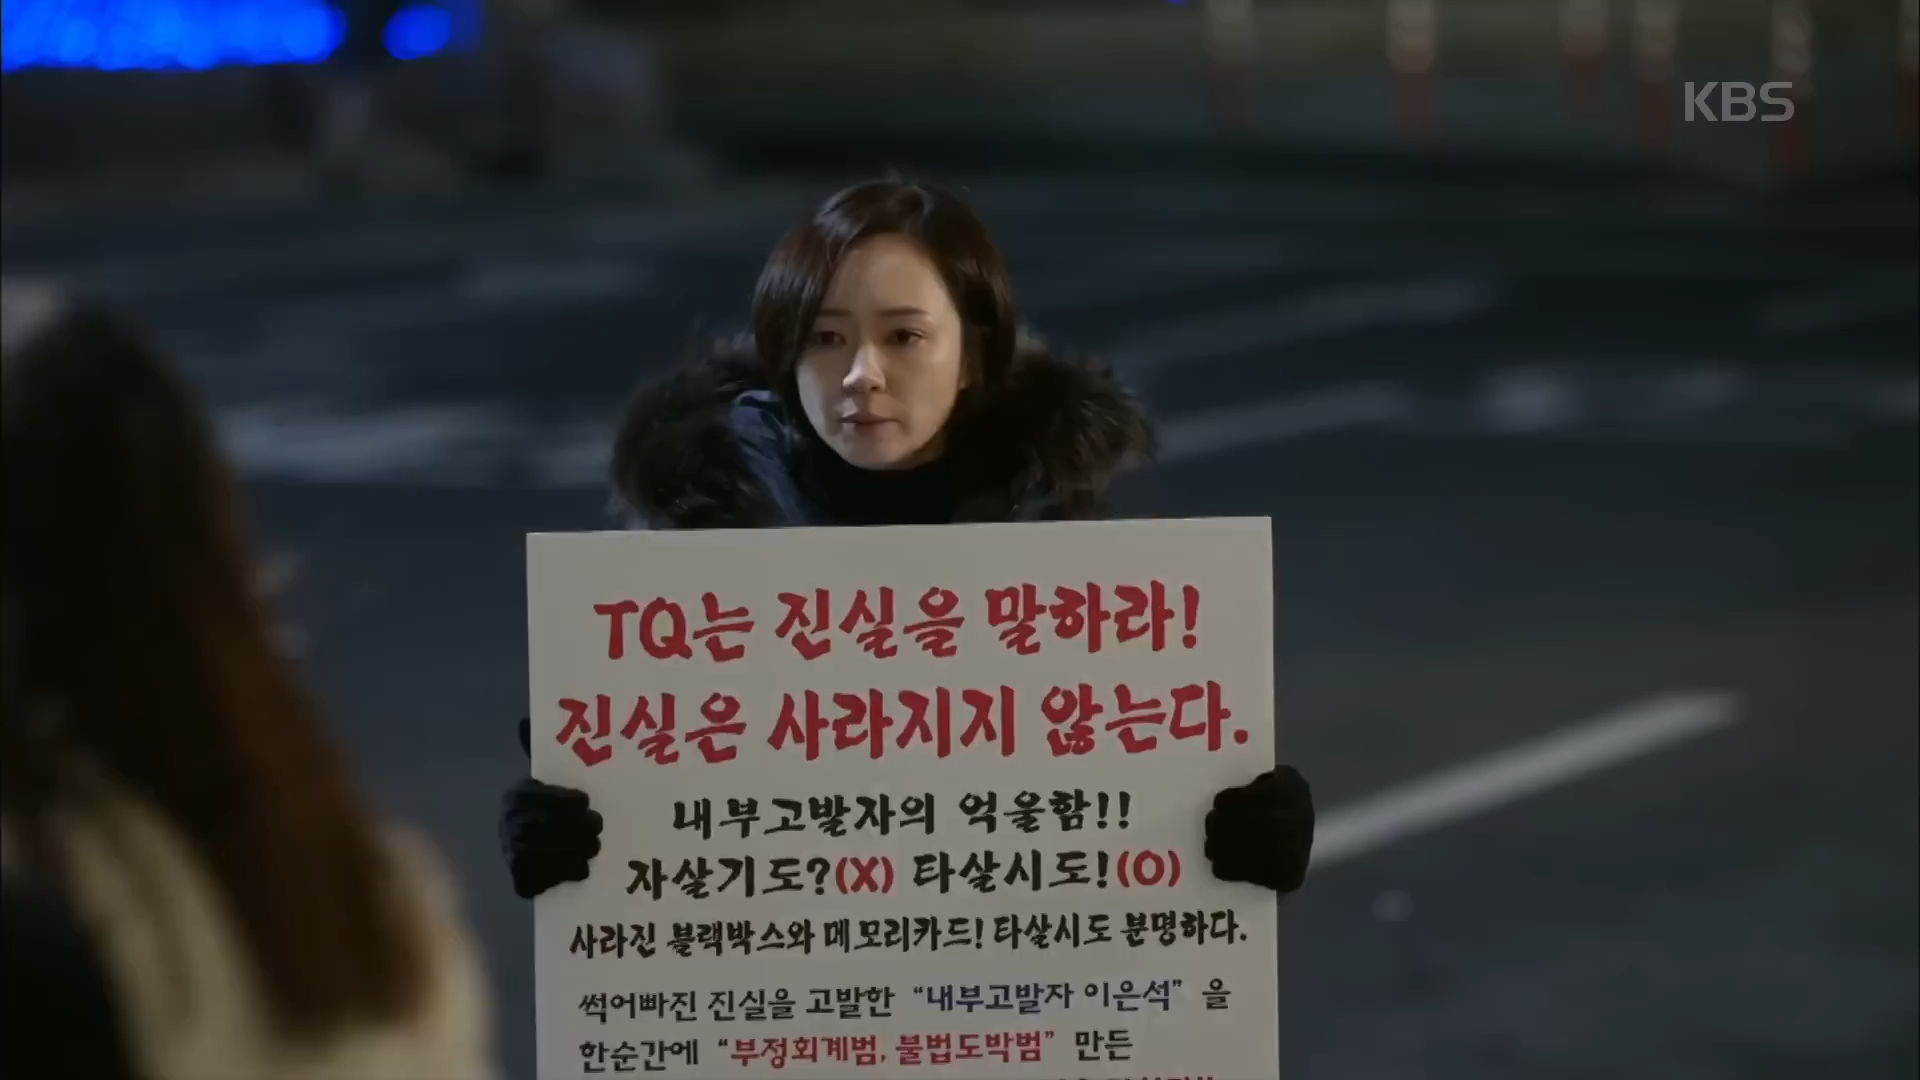 KBS
TQ는 진실을 말하라!
진실은 사라지지 않는다.
내부고발자의 억울함!!
자살기도?(X) 타살시도!(O)
사라진 블랙박스와 메모리카드! 타살시도 분명하다.
썩어빠진 진실을 고발한 “내부고발자 이은석” 을
한순간에 “부정회계범, 불법도박범” 만든